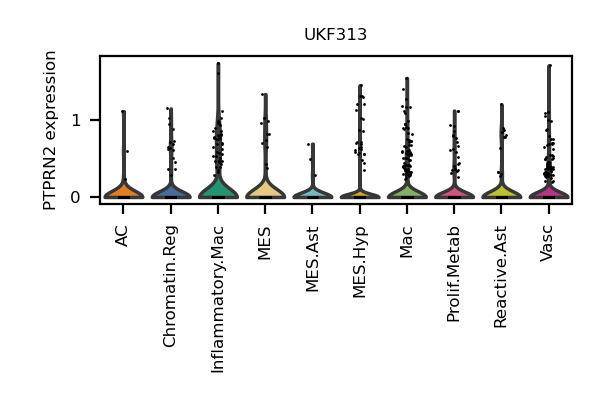 UKF313
PTPRN2 expression
1
0
AC
Chromatin.Reg
Inflammatory.Mac
MES
MES.Ast
MES.Hyp
Mac
Prolif.Metab
Reactive.Ast
Vasc